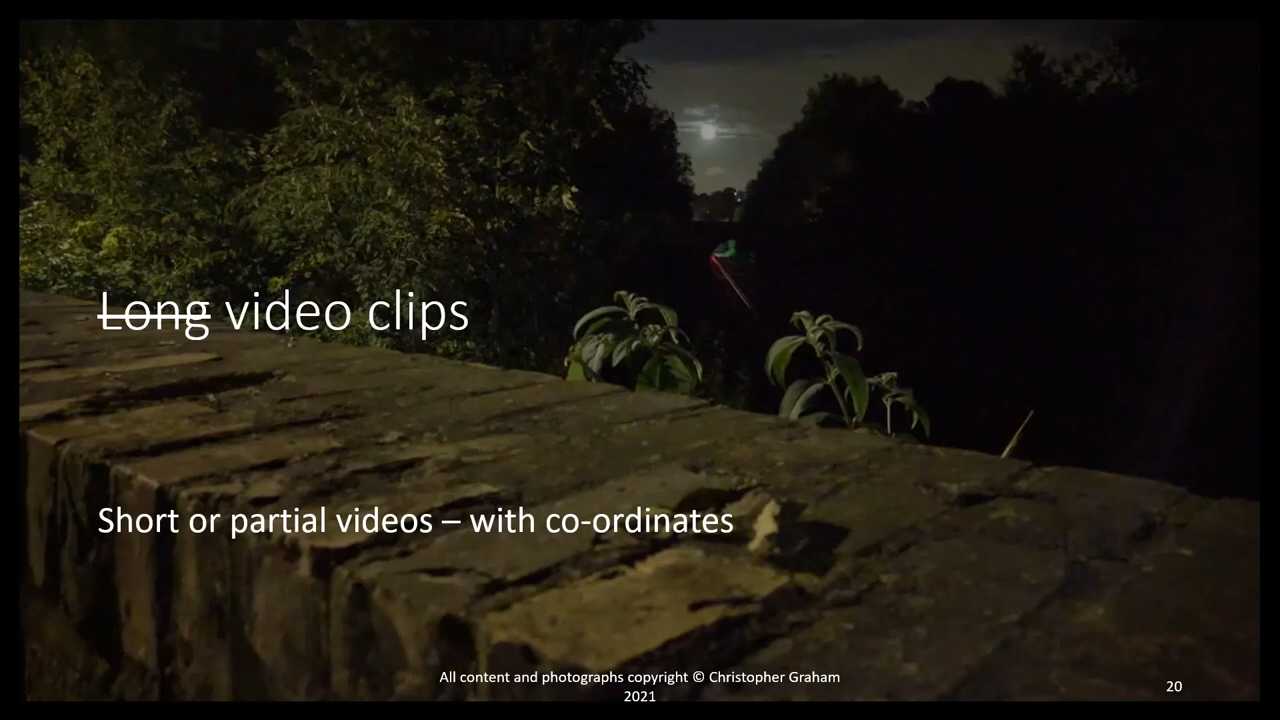 Long video clips
Short or partial videos – with co-ordinates
All content and photographs copyright © Christopher Graham
2021
20